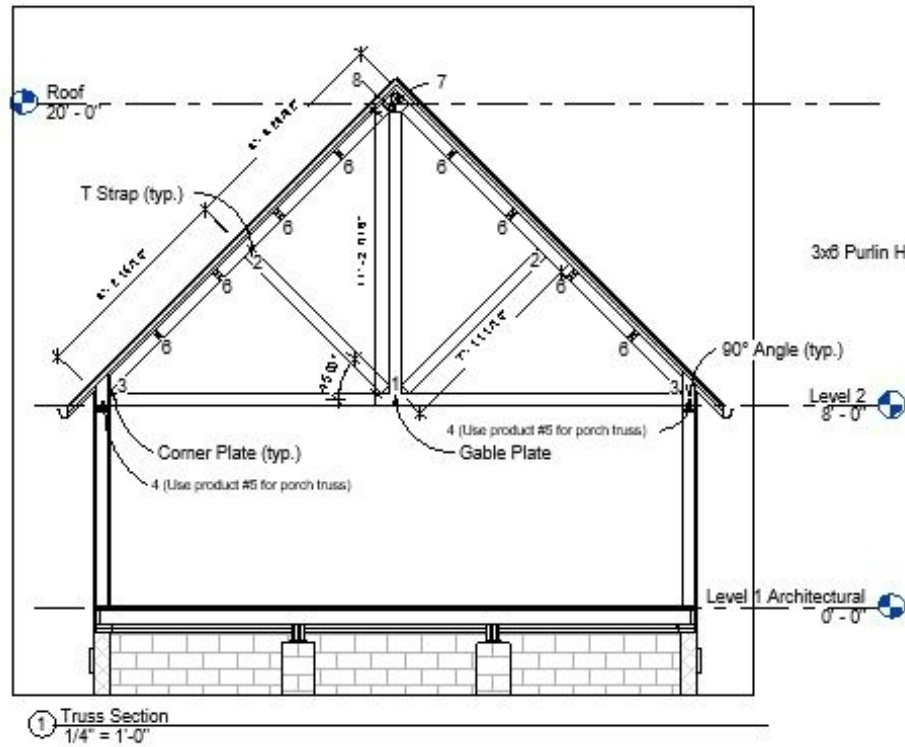 8
7
Roof
20' - 0"
6
6
T Strap (typ.)
6
6
2
2
3x6 Purlin H
6
6
6
6
90° Angle (typ.)
3
1
3
Level 2
8' - 0"
4 (Use product #5 for porch truss)
Corner Plate (typ.)
Gable Plate
4 (Use product #5 for porch truss)
Level 1 Architectural
0' - 0"
1
Truss Section
1/4" = 1'-0"